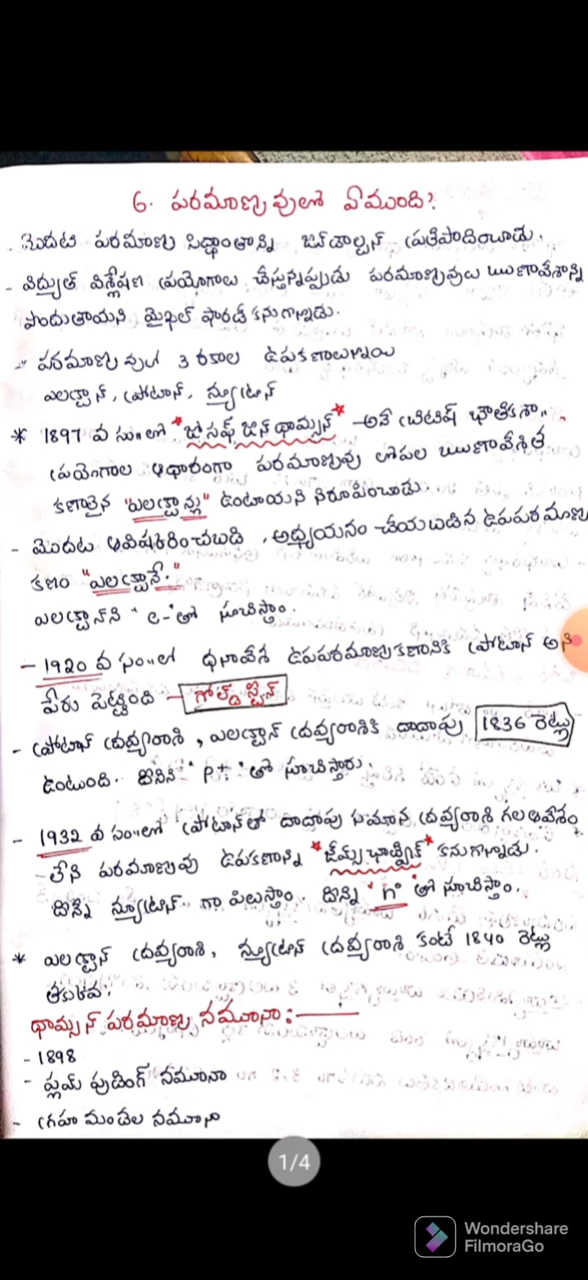 6. పరమాణువులో ఏముంది?
- మొదటి పరమాణు సిద్ధాంతాన్ని జాన్ డాల్టన్ ప్రతిపాదించాడు.
- విద్యుత్ విశ్లేషణ ప్రయోగాలు చేస్తున్నప్పుడు పరమాణువులు ఋణావేశాన్ని
పొందుతాయని మైఖల్ ఫారడే కనుగొన్నాడు.
- పరమాణువులో 3 రకాల ఉపకణాలున్నాయి
ఎలక్ట్రాన్, ప్రోటాన్, న్యూట్రాన్
* 1897 వ సం॥లో "జోసఫ్ జాన్ థామ్సన్" అనే బ్రిటిష్ భౌతికశా..
ప్రయోగాల ఆధారంగా పరమాణువు లోపల ఋణావేశిత
కణాలైన "ఎలక్ట్రాన్లు" ఉంటాయని నిరూపించాడు.
- మొదట ఆవిష్కరించబడి, అధ్యయనం చేయబడిన ఉపపరమాణు
కణం "ఎలక్ట్రానే."
ఎలక్ట్రాన్‌ని 'e-'తో సూచిస్తాం.
- 1920 వ సం॥లో ధనావేశ ఉపపరమాణుకణానికి ప్రోటాన్ అని
పేరు పెట్టింది - గోల్డ్ స్టీన్
- ప్రోటాన్ ద్రవ్యరాశి, ఎలక్ట్రాన్ ద్రవ్యరాశికి దాదాపు 1836 రెట్లు
ఉంటుంది. దీనిని 'P+'తో సూచిస్తారు.
- 1932 వ సం॥లో ప్రోటాన్‌తో దాదాపు సమాన ద్రవ్యరాశి గల ఆవేశం
లేని పరమాణువు ఉపకణాన్ని "జేమ్స్ ఛాడ్విక్" కనుగొన్నాడు.
దీన్నే న్యూట్రాన్ గా పిలుస్తాం. దీన్ని 'n°'తో సూచిస్తాం.
* ఎలక్ట్రాన్ ద్రవ్యరాశి, న్యూట్రాన్ ద్రవ్యరాశి కంటే 1840 రెట్లు
తక్కువ.
థామ్సన్ పరమాణు నమూనా:-
- 1898
- ప్లమ్ పుడింగ్ నమూనా
- గ్రహ మండల నమూనా
1/4
Wondershare
FilmoraGo